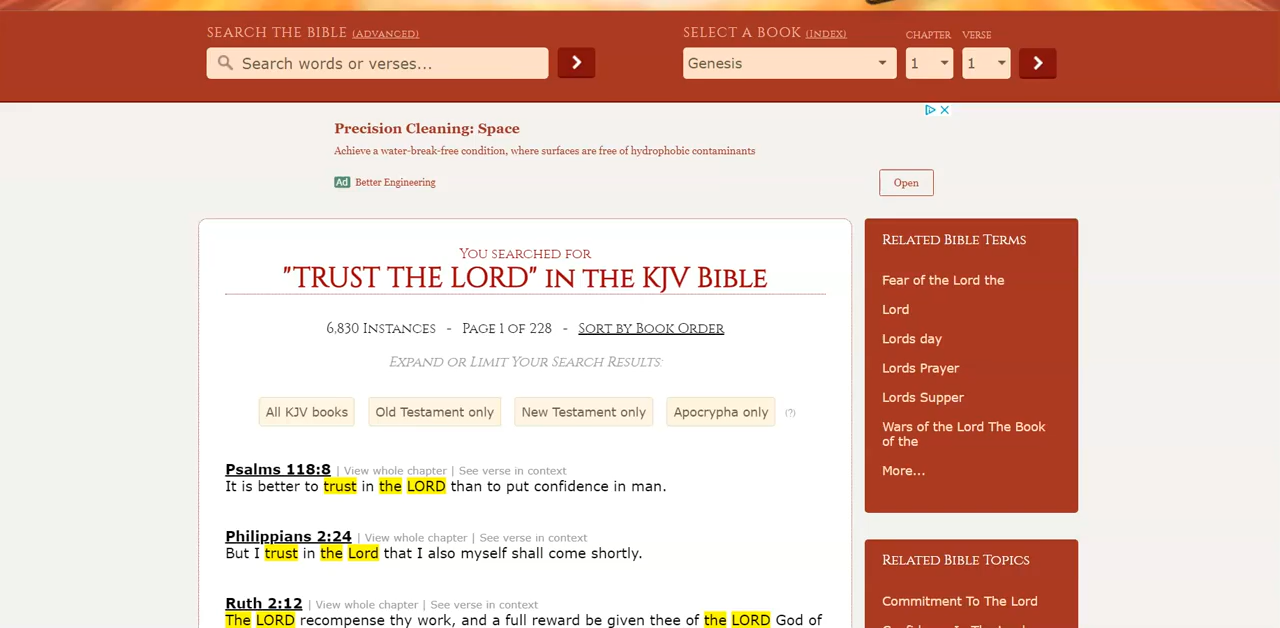 SEARCH THE BIBLE (ADVANCED)
Search words or verses...
SELECT A BOOK (INDEX)
CHAPTER VERSE
Genesis
1
1
Precision Cleaning: Space
Achieve a water-break-free condition, where surfaces are free of hydrophobic contaminants
Ad Better Engineering
Open
YOU SEARCHED FOR
"TRUST THE LORD" IN THE KJV BIBLE
6,830 INSTANCES - PAGE 1 OF 228 - SORT BY BOOK ORDER
EXPAND OR LIMIT YOUR SEARCH RESULTS:
All KJV books
Old Testament only
New Testament only
Apocrypha only
(?)
Psalms 118:8 | View whole chapter | See verse in context
It is better to trust in the LORD than to put confidence in man.
Philippians 2:24 | View whole chapter | See verse in context
But I trust in the Lord that I also myself shall come shortly.
Ruth 2:12 | View whole chapter | See verse in context
The LORD recompense thy work, and a full reward be given thee of the LORD God of
RELATED BIBLE TERMS
Fear of the Lord the
Lord
Lords day
Lords Prayer
Lords Supper
Wars of the Lord The Book
of the
More...
RELATED BIBLE TOPICS
Commitment To The Lord